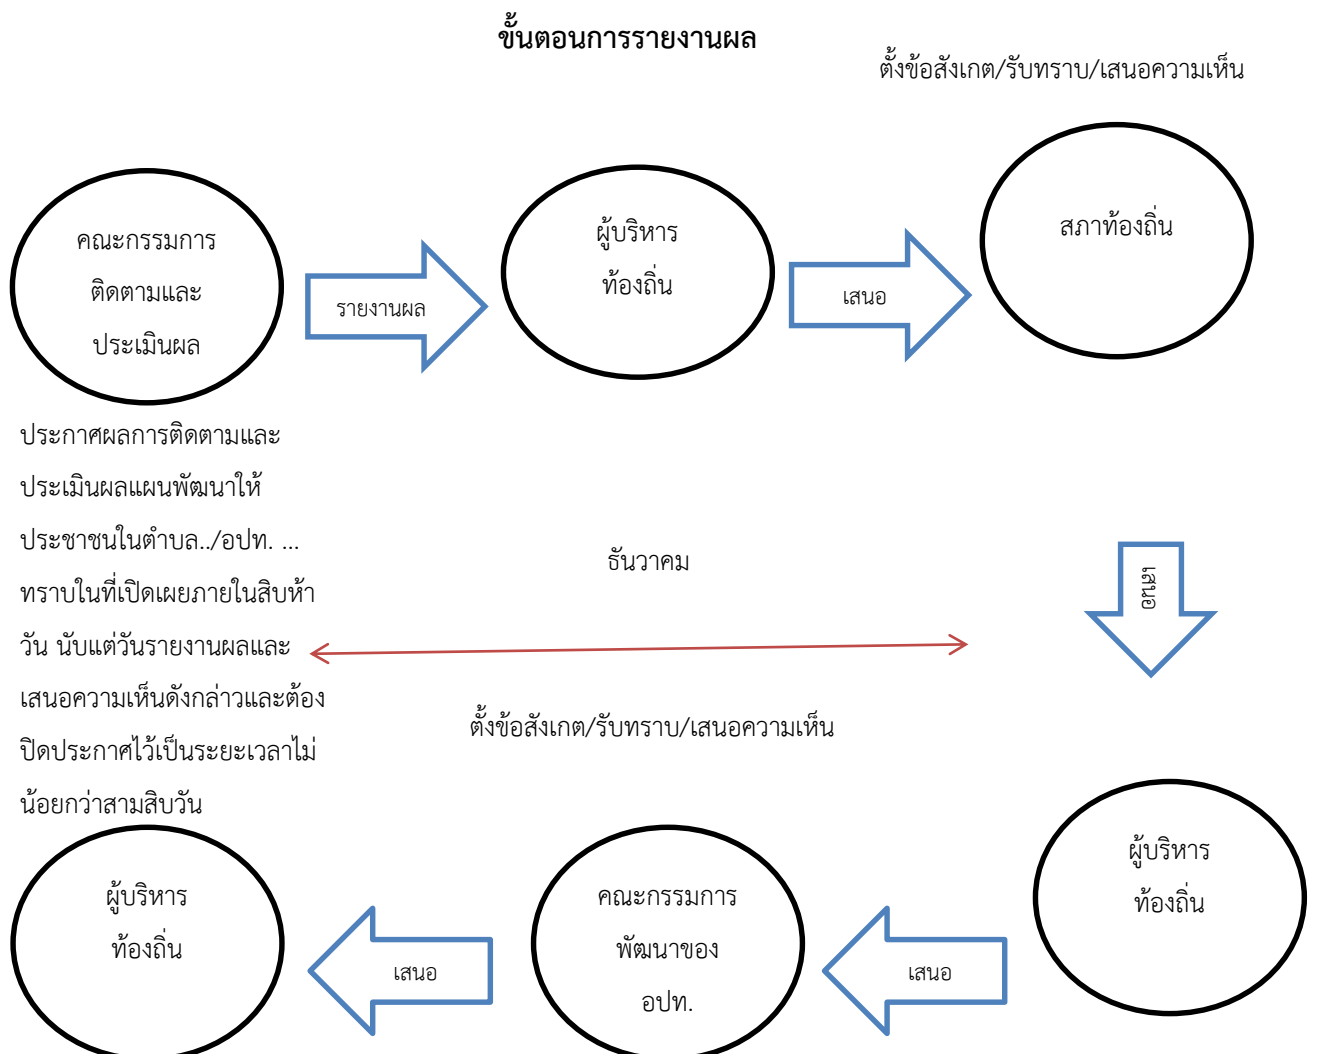 ขั้นตอนการรายงานผล
ตั้งข้อสังเกต/รับทราบ/เสนอความเห็น
คณะกรรมการ
ติดตามและ
ประเมินผล
รายงานผล
ผู้บริหาร
ท้องถิ่น
เสนอ
สภาท้องถิ่น
ประกาศผลการติดตามและ
ประเมินผลแผนพัฒนาให้
ประชาชนในตำบล../อปท. ...
ทราบในที่เปิดเผยภายในสิบห้า
วัน นับแต่วันรายงานผลและ
เสนอความเห็นดังกล่าวและต้อง
ปิดประกาศไว้เป็นระยะเวลาไม่
น้อยกว่าสามสิบวัน
ธันวาคม
เสนอ
ตั้งข้อสังเกต/รับทราบ/เสนอความเห็น
ผู้บริหาร
ท้องถิ่น
เสนอ
คณะกรรมการ
พัฒนาของ
อปท.
เสนอ
ผู้บริหาร
ท้องถิ่น